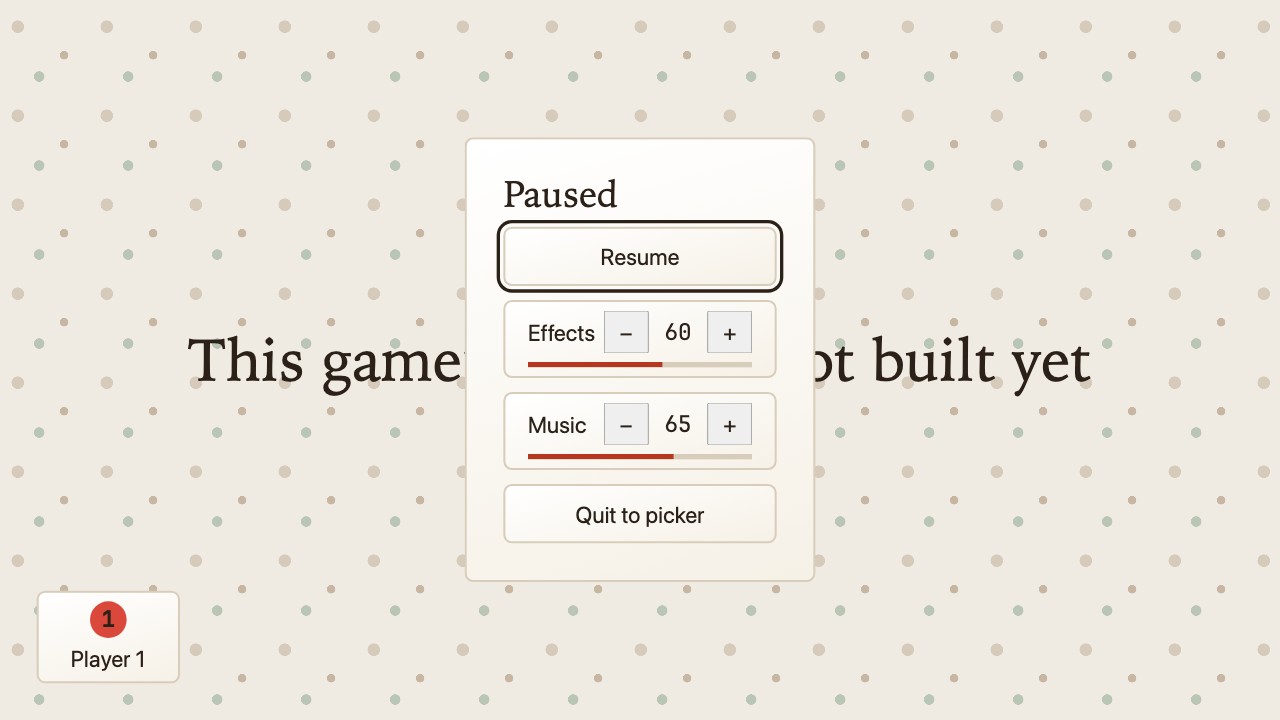 Paused
Resume
Effects − 60 +
This game ot built yet
Music − 65 +
Quit to picker
1
Player 1